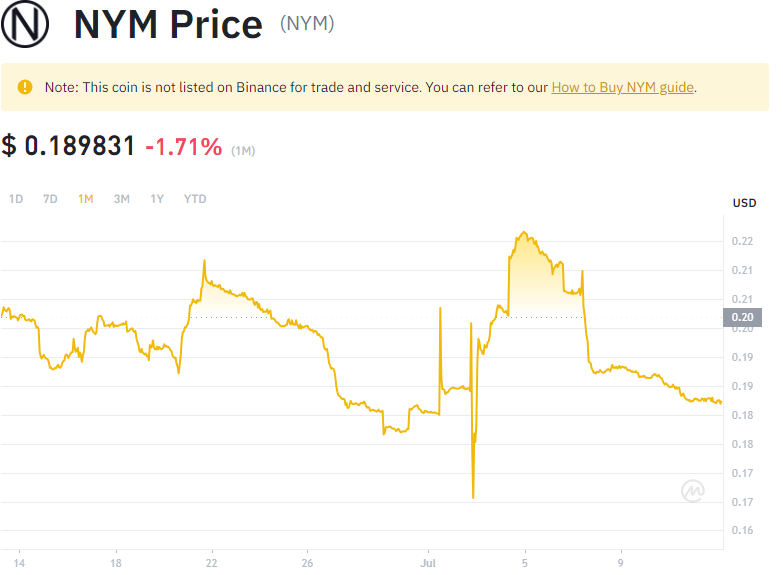 NYM Price (NYM)
Note: This coin is not listed on Binance for trade and service. You can refer to our How to Buy NYM guide.
$ 0.189831 -1.71% (1M)
1D 7D 1M 3M 1Y YTD
USD
0.22
0.21
0.21
0.20
0.20
0.19
0.19
0.18
0.18
0.17
0.17
0.16
14 18 22 26 Jul 5 9